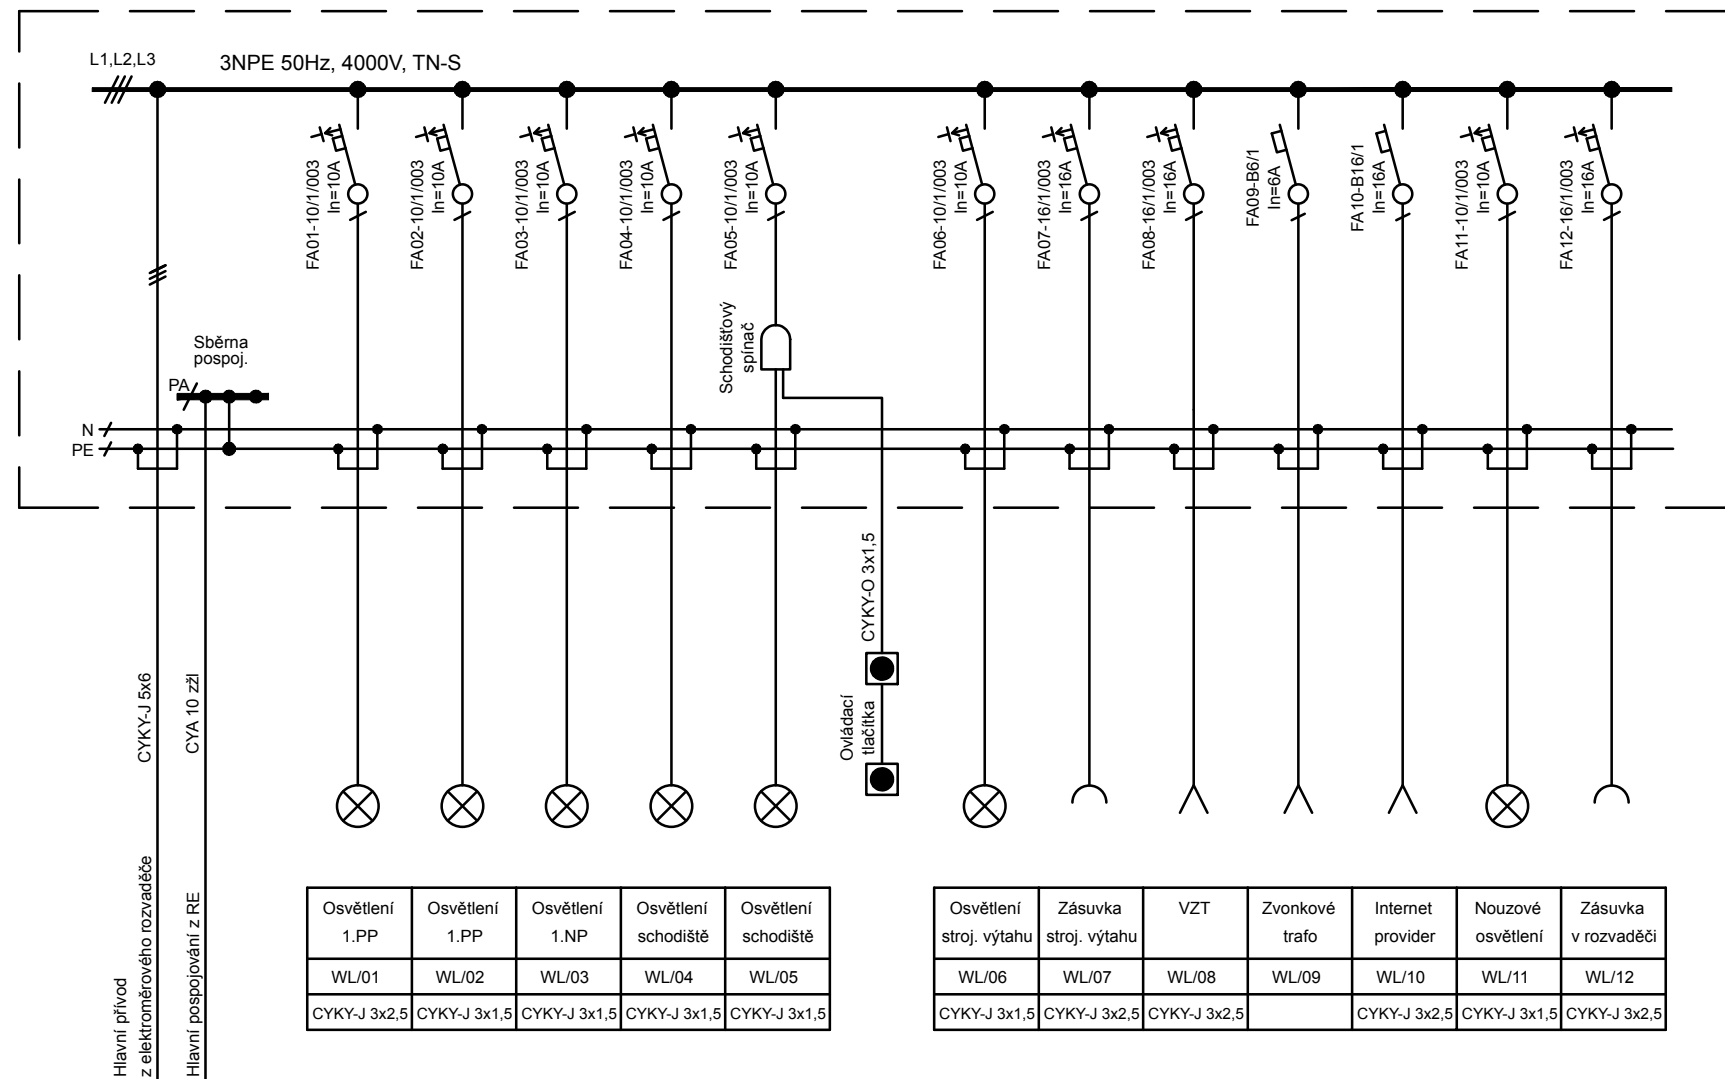 L1,L2,L3
3NPE 50Hz, 4000V, TN-S
FA01-10/1/003
In=10A
FA02-10/1/003
In=10A
FA03-10/1/003
In=10A
FA04-10/1/003
In=10A
FA05-10/1/003
In=10A
FA06-10/1/003
In=10A
FA07-16/1/003
In=16A
FA08-16/1/003
In=16A
FA09-B6/1
In=6A
FA10-B16/1
In=16A
FA11-10/1/003
In=10A
FA12-16/1/003
In=16A
Schodišťový
spínač
Sběrna
pospoj.
PA
N
PE
CYKY-O 3x1,5
CYKY-J 5x6
CYA 10 zžl
Ovládací
tlačítka
Hlavní přívod
z elektroměrového rozvaděče
Hlavní pospojování z RE
Osvětlení
1.PP
Osvětlení
1.PP
Osvětlení
1.NP
Osvětlení
schodiště
Osvětlení
schodiště
WL/01
WL/02
WL/03
WL/04
WL/05
CYKY-J 3x2,5
CYKY-J 3x1,5
CYKY-J 3x1,5
CYKY-J 3x1,5
CYKY-J 3x1,5
Osvětlení
stroj. výtahu
Zásuvka
stroj. výtahu
VZT
Zvonkové
trafo
Internet
provider
Nouzové
osvětlení
Zásuvka
v rozvaděči
WL/06
WL/07
WL/08
WL/09
WL/10
WL/11
WL/12
CYKY-J 3x1,5
CYKY-J 3x2,5
CYKY-J 3x2,5
CYKY-J 3x2,5
CYKY-J 3x1,5
CYKY-J 3x2,5